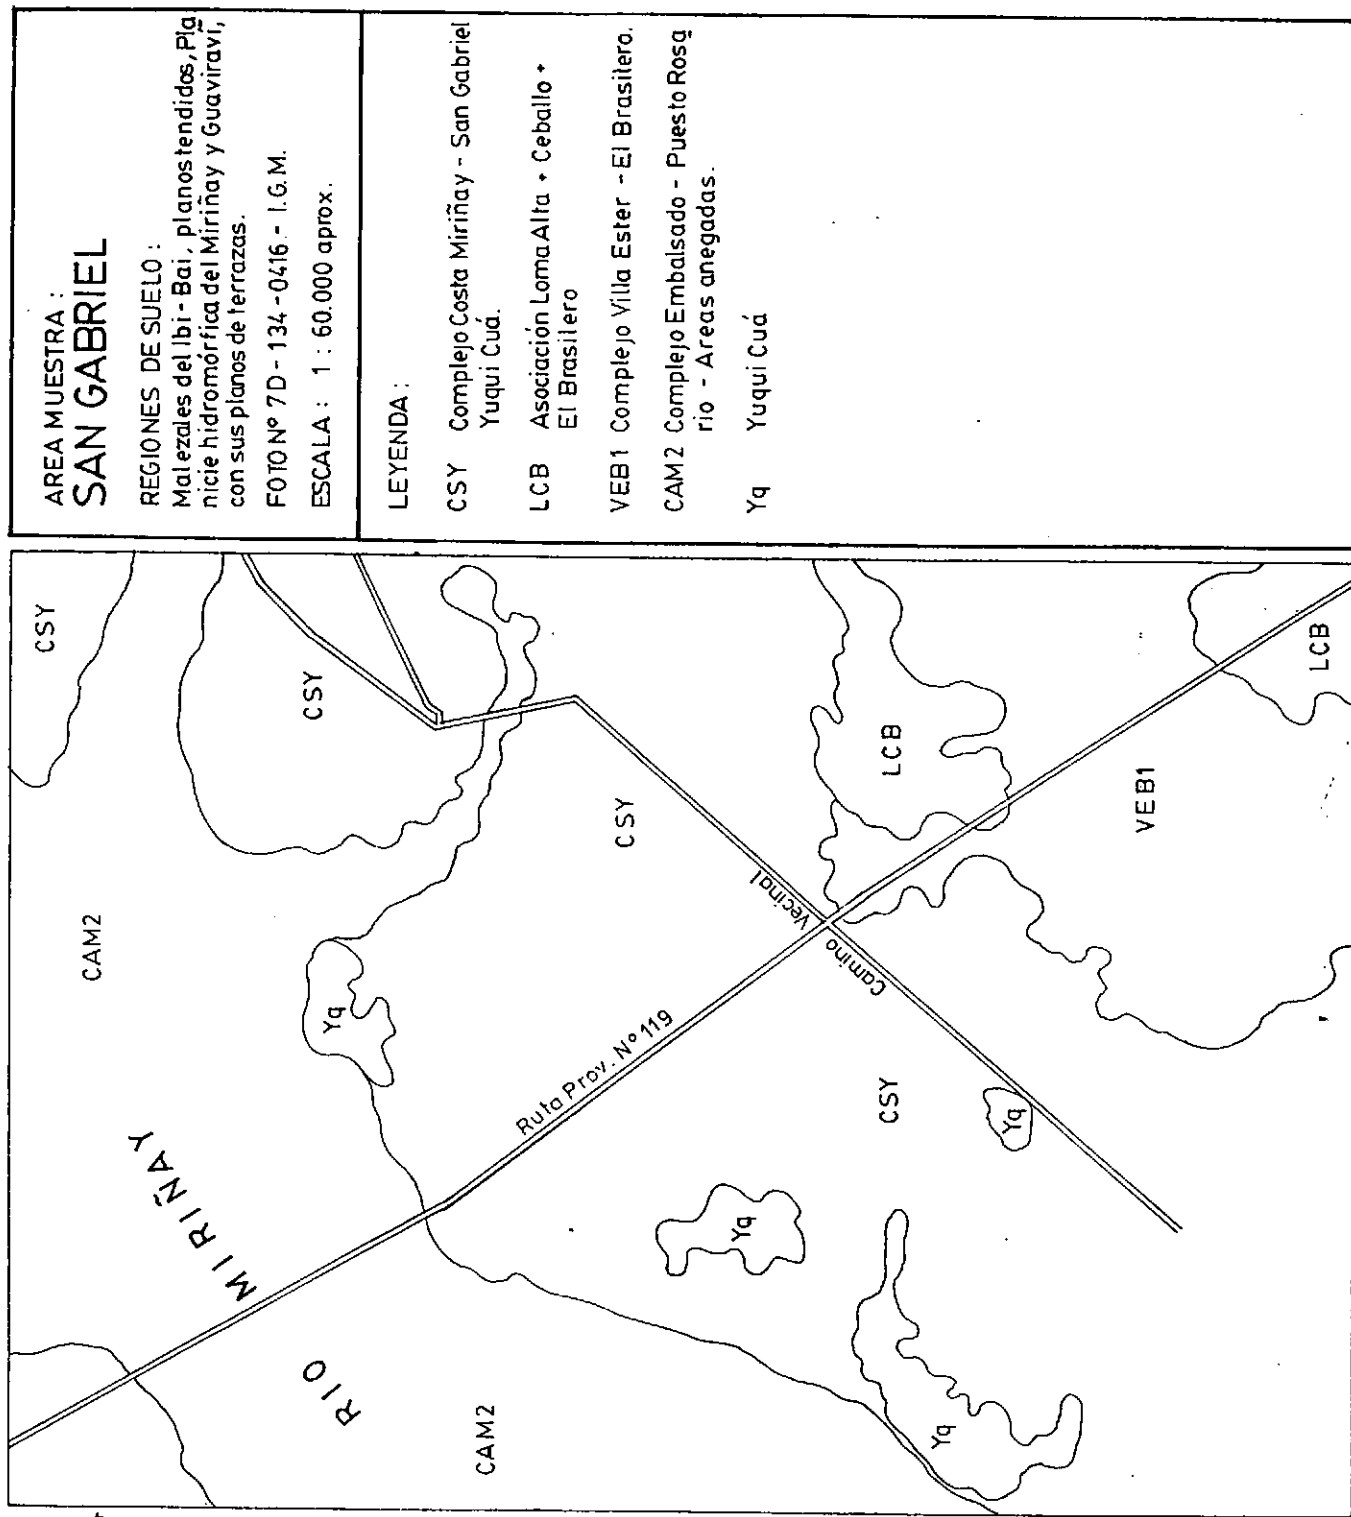 AREA MUESTRA :
SAN GABRIEL
REGIONES DE SUELO :
Malezales del Ibi - Bai, planos tendidos, Pla
nicie hidromórfica del Miriñay y Guaviraví,
con sus planos de terrazas.
FOTO Nº 7D - 134 - 0416 - I.G.M.
ESCALA : 1 : 60.000 aprox.
LEYENDA :
CSY Complejo Costa Miriñay - San Gabriel
Yuqui Cuá.
LCB Asociación Loma Alta + Ceballo +
El Brasilero
VEB1 Complejo Villa Ester - El Brasilero.
CAM2 Complejo Embalsado - Puesto Rosa
rio - Areas anegadas.
Yq Yuqui Cuá
CSY
CSY
CAM2
Yq
CSY
RIO MIRIÑAY
CAM2
Ruta Prov. Nº 119
Camino Vecinal
LCB
LCB
VEB1
CSY
Yq
Yq
Yq